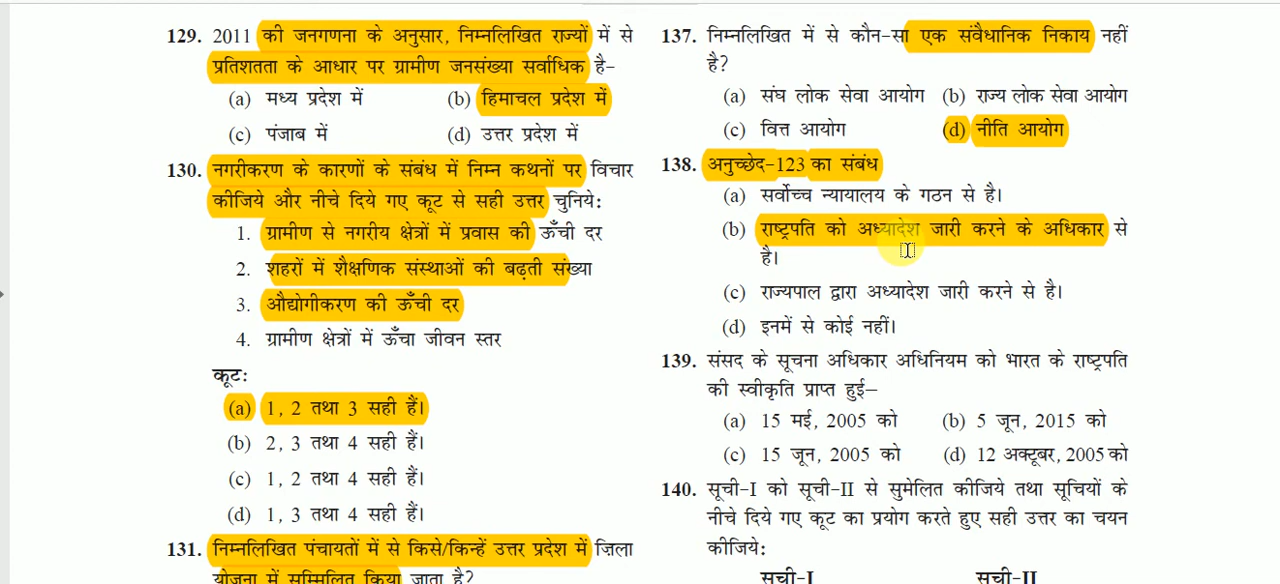 129. 2011 की जनगणना के अनुसार, निम्नलिखित राज्यों में से
प्रतिशतता के आधार पर ग्रामीण जनसंख्या सर्वाधिक है–
(a) मध्य प्रदेश में (b) हिमाचल प्रदेश में
(c) पंजाब में (d) उत्तर प्रदेश में
130. नगरीकरण के कारणों के संबंध में निम्न कथनों पर विचार
कीजिये और नीचे दिये गए कूट से सही उत्तर चुनिये:
1. ग्रामीण से नगरीय क्षेत्रों में प्रवास की ऊँची दर
2. शहरों में शैक्षणिक संस्थाओं की बढ़ती संख्या
3. औद्योगीकरण की ऊँची दर
4. ग्रामीण क्षेत्रों में ऊँचा जीवन स्तर
कूट:
(a) 1, 2 तथा 3 सही हैं।
(b) 2, 3 तथा 4 सही हैं।
(c) 1, 2 तथा 4 सही हैं।
(d) 1, 3 तथा 4 सही हैं।
131. निम्नलिखित पंचायतों में से किसे/किन्हें उत्तर प्रदेश में जिला
योजना में सम्मिलित किया जाता है?
137. निम्नलिखित में से कौन-सा एक संवैधानिक निकाय नहीं
है?
(a) संघ लोक सेवा आयोग (b) राज्य लोक सेवा आयोग
(c) वित्त आयोग (d) नीति आयोग
138. अनुच्छेद-123 का संबंध
(a) सर्वोच्च न्यायालय के गठन से है।
(b) राष्ट्रपति को अध्यादेश जारी करने के अधिकार से
है।
(c) राज्यपाल द्वारा अध्यादेश जारी करने से है।
(d) इनमें से कोई नहीं।
139. संसद के सूचना अधिकार अधिनियम को भारत के राष्ट्रपति
की स्वीकृति प्राप्त हुई–
(a) 15 मई, 2005 को (b) 5 जून, 2015 को
(c) 15 जून, 2005 को (d) 12 अक्टूबर, 2005 को
140. सूची-I को सूची-II से सुमेलित कीजिये तथा सूचियों के
नीचे दिये गए कूट का प्रयोग करते हुए सही उत्तर का चयन
कीजिये:
सूची-I सूची-II